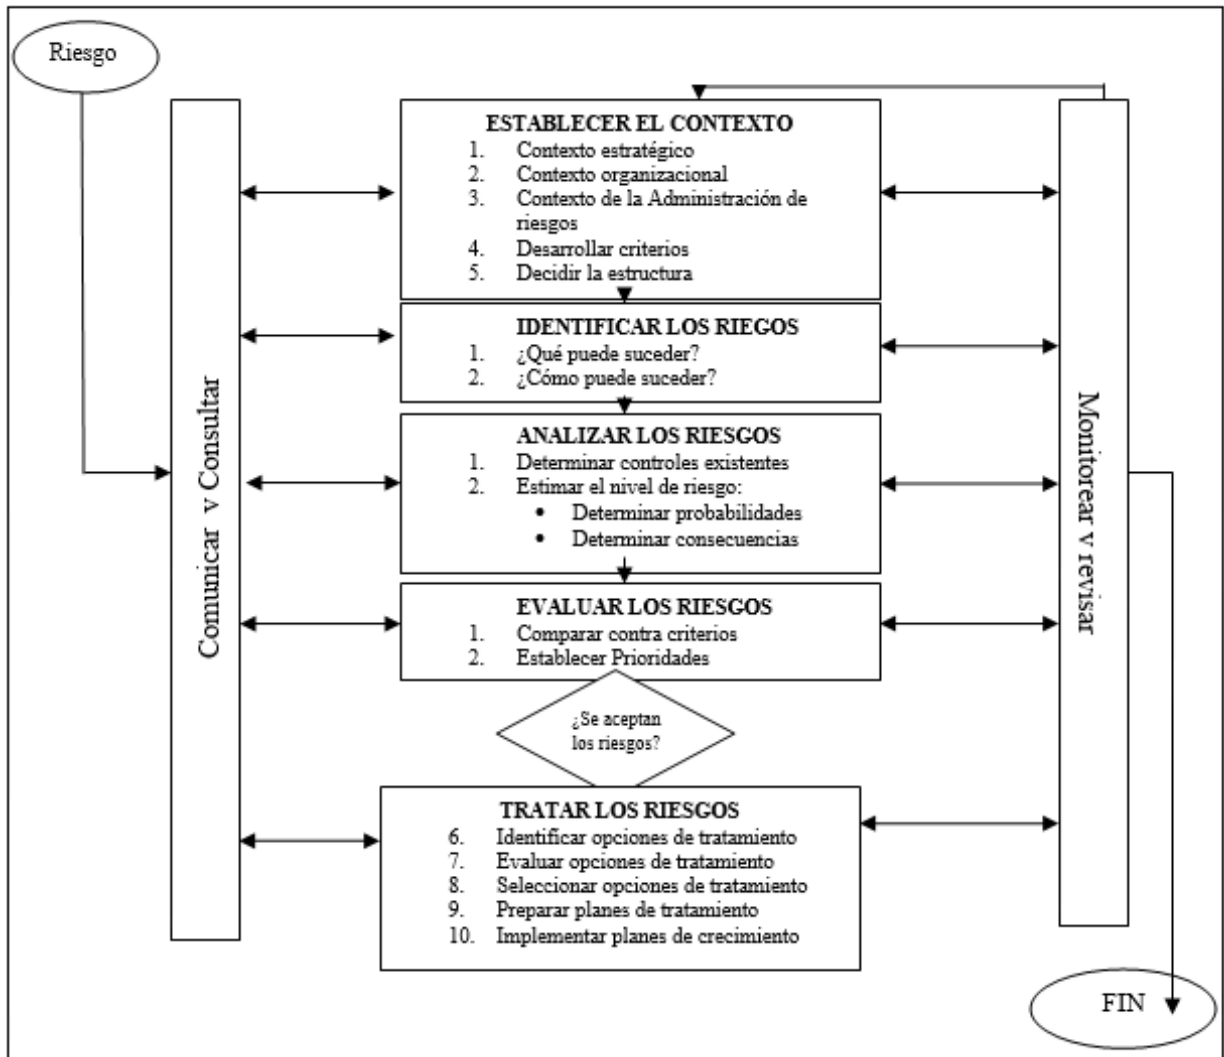 Riesgo
ESTABLECER EL CONTEXTO
1. Contexto estratégico
2. Contexto organizacional
3. Contexto de la Administración de
riesgos
4. Desarrollar criterios
5. Decidir la estructura
IDENTIFICAR LOS RIEGOS
1. ¿Qué puede suceder?
2. ¿Cómo puede suceder?
ANALIZAR LOS RIESGOS
1. Determinar controles existentes
2. Estimar el nivel de riesgo:
• Determinar probabilidades
• Determinar consecuencias
EVALUAR LOS RIESGOS
1. Comparar contra criterios
2. Establecer Prioridades
¿Se aceptan
los riesgos?
TRATAR LOS RIESGOS
6. Identificar opciones de tratamiento
7. Evaluar opciones de tratamiento
8. Seleccionar opciones de tratamiento
9. Preparar planes de tratamiento
10. Implementar planes de crecimiento
Comunicar v Consultar
Monitorear v revisar
FIN